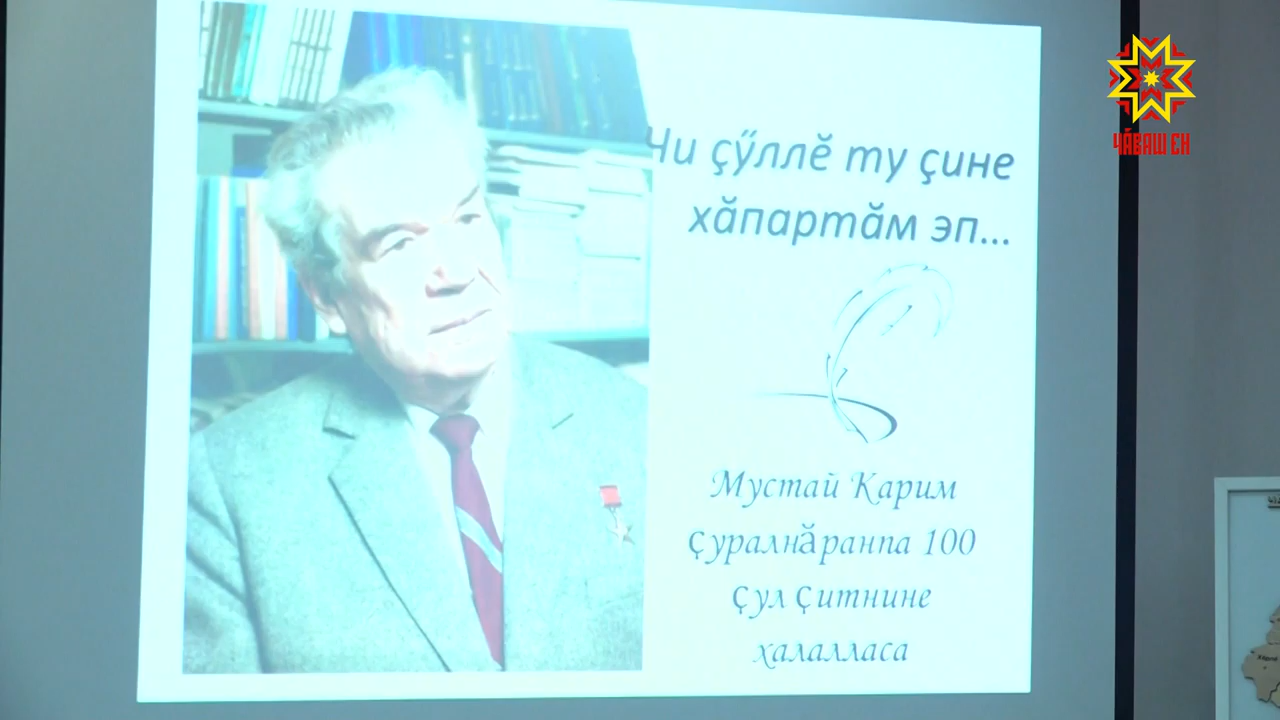 Чи ҫӳллӗ ту ҫине
хӑпартӑм эп...
Мустай Карим
Ҫуралнӑранпа 100
Ҫул Ҫитнине
халалласа
ЧӐВАШ ЕН